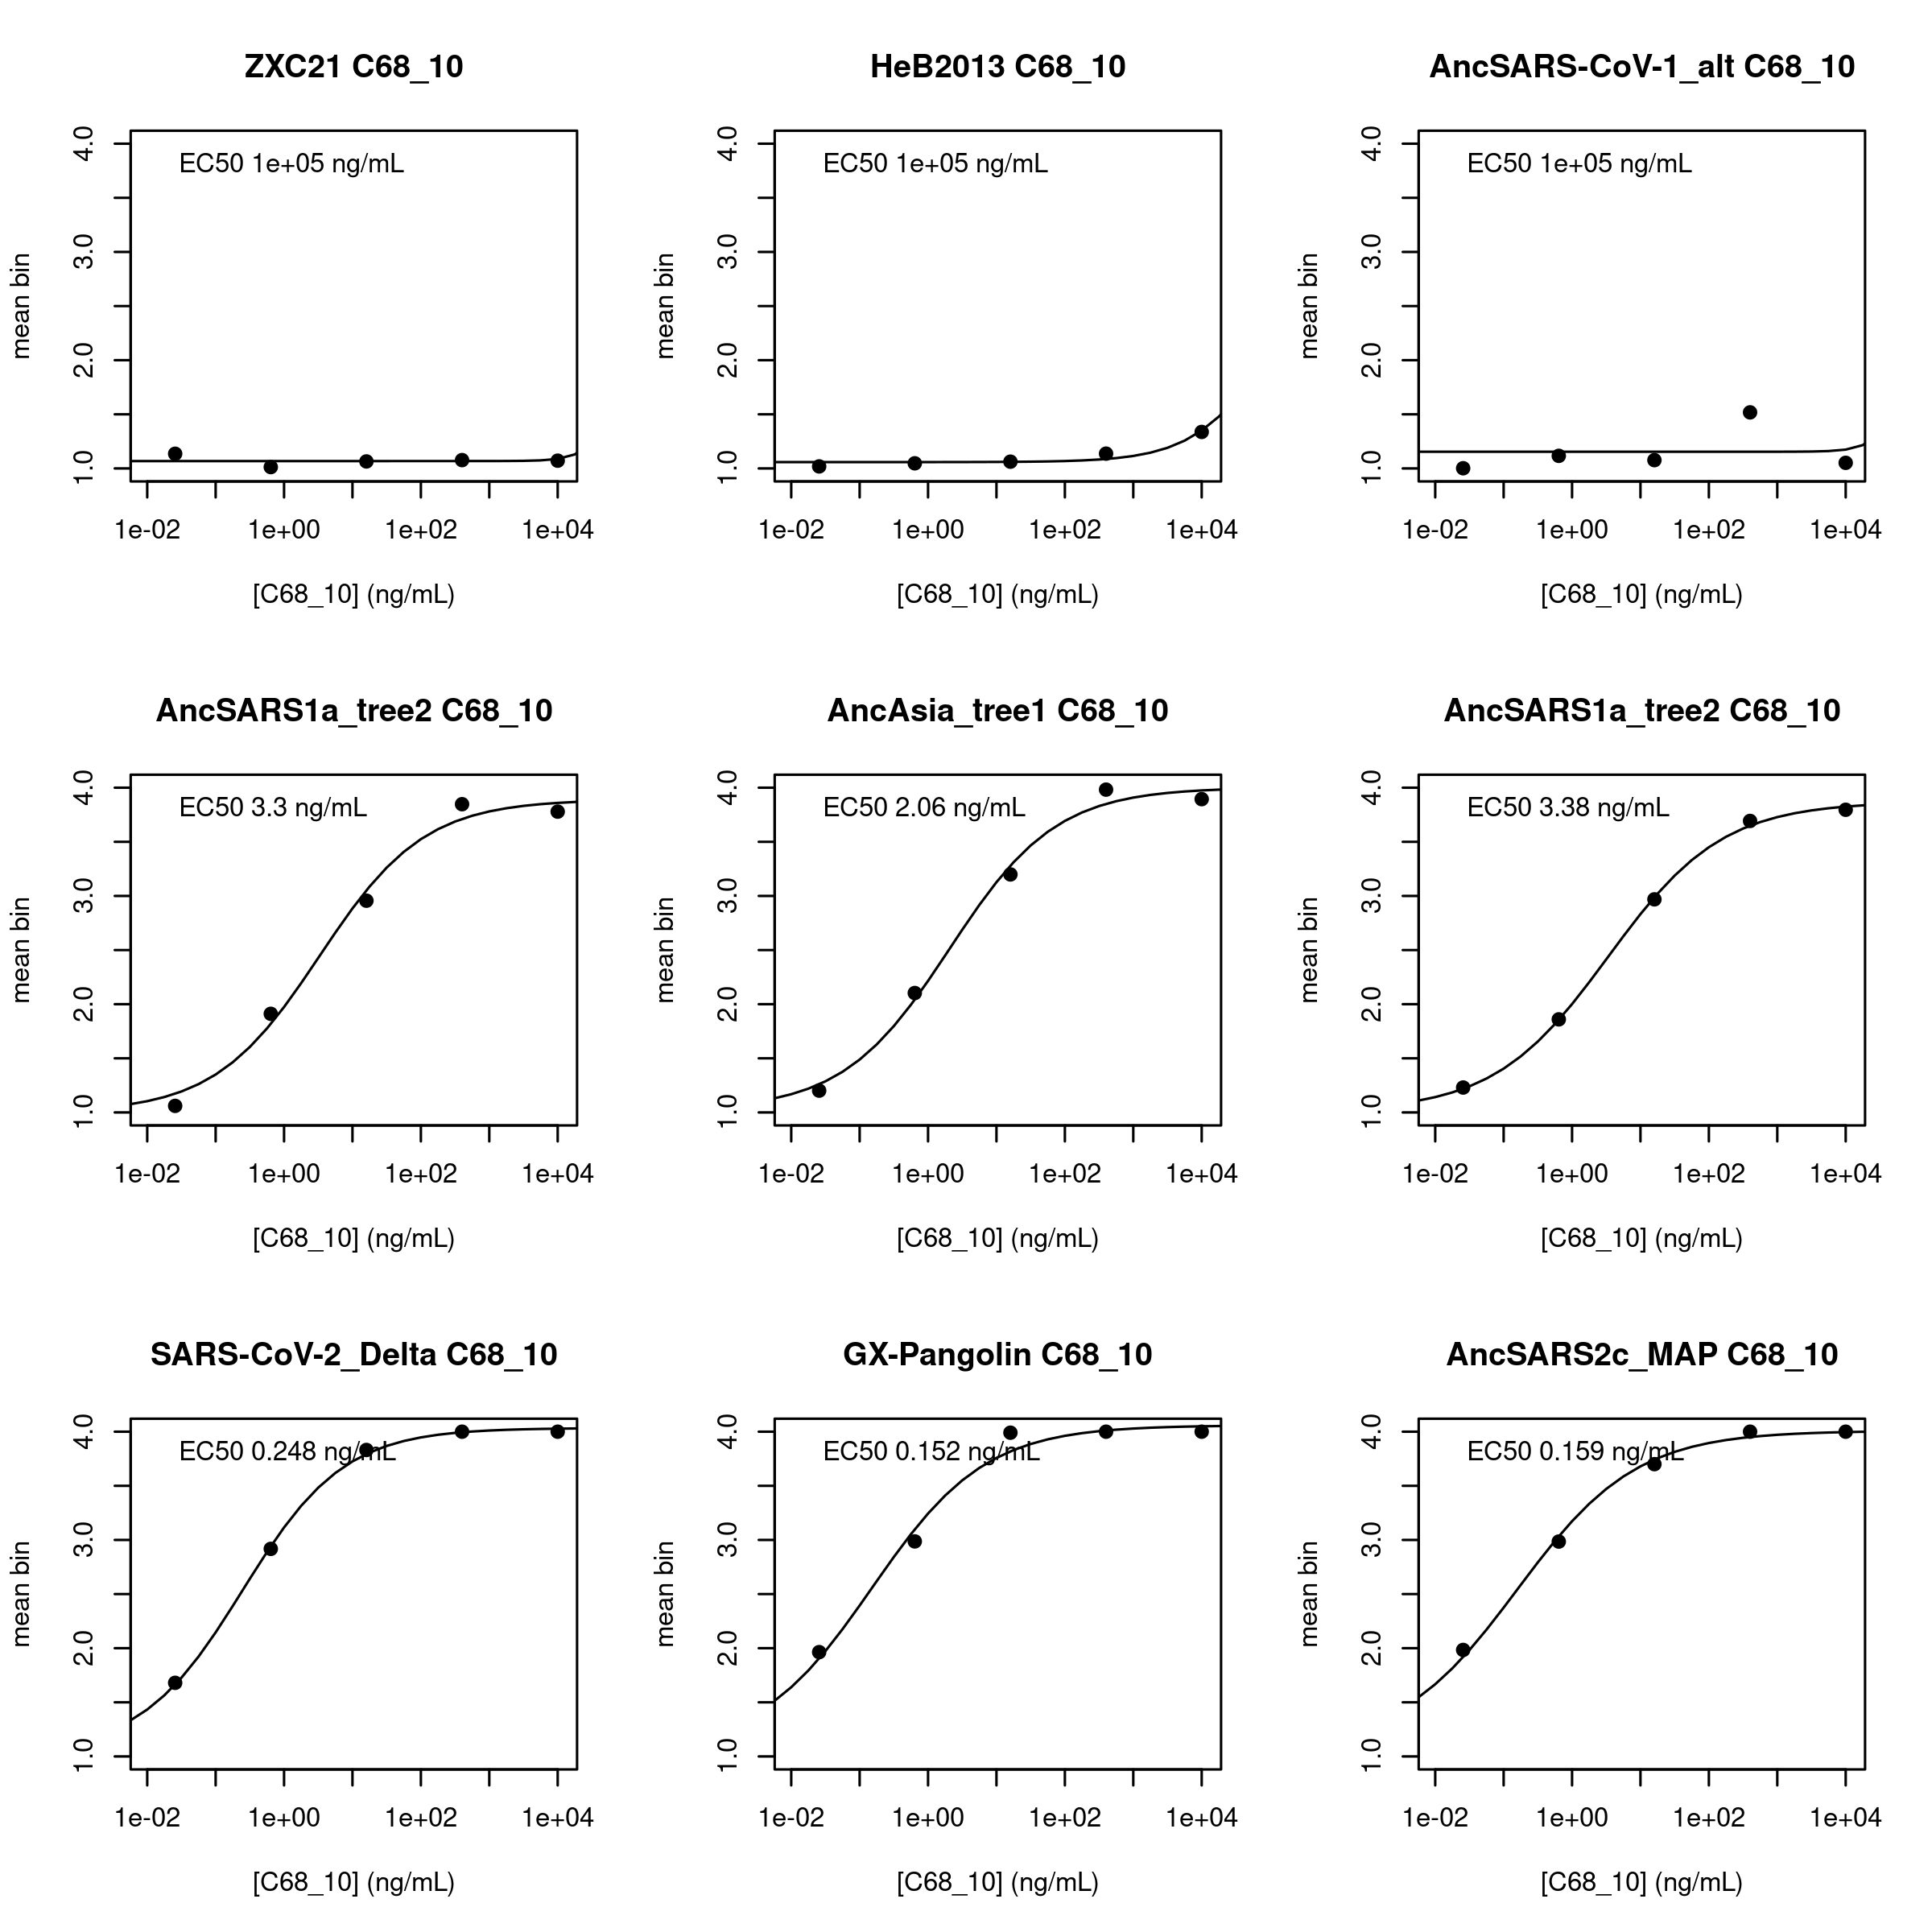 ZXC21 C68_10
EC50 1e+05 ng/mL
mean bin
1.0 2.0 3.0 4.0
1e-02 1e+00 1e+02 1e+04
[C68_10] (ng/mL)
HeB2013 C68_10
EC50 1e+05 ng/mL
mean bin
1.0 2.0 3.0 4.0
1e-02 1e+00 1e+02 1e+04
[C68_10] (ng/mL)
AncSARS-CoV-1_alt C68_10
EC50 1e+05 ng/mL
mean bin
1.0 2.0 3.0 4.0
1e-02 1e+00 1e+02 1e+04
[C68_10] (ng/mL)
AncSARS1a_tree2 C68_10
EC50 3.3 ng/mL
mean bin
1.0 2.0 3.0 4.0
1e-02 1e+00 1e+02 1e+04
[C68_10] (ng/mL)
AncAsia_tree1 C68_10
EC50 2.06 ng/mL
mean bin
1.0 2.0 3.0 4.0
1e-02 1e+00 1e+02 1e+04
[C68_10] (ng/mL)
AncSARS1a_tree2 C68_10
EC50 3.38 ng/mL
mean bin
1.0 2.0 3.0 4.0
1e-02 1e+00 1e+02 1e+04
[C68_10] (ng/mL)
SARS-CoV-2_Delta C68_10
EC50 0.248 ng/mL
mean bin
1.0 2.0 3.0 4.0
1e-02 1e+00 1e+02 1e+04
[C68_10] (ng/mL)
GX-Pangolin C68_10
EC50 0.152 ng/mL
mean bin
1.0 2.0 3.0 4.0
1e-02 1e+00 1e+02 1e+04
[C68_10] (ng/mL)
AncSARS2c_MAP C68_10
EC50 0.159 ng/mL
mean bin
1.0 2.0 3.0 4.0
1e-02 1e+00 1e+02 1e+04
[C68_10] (ng/mL)